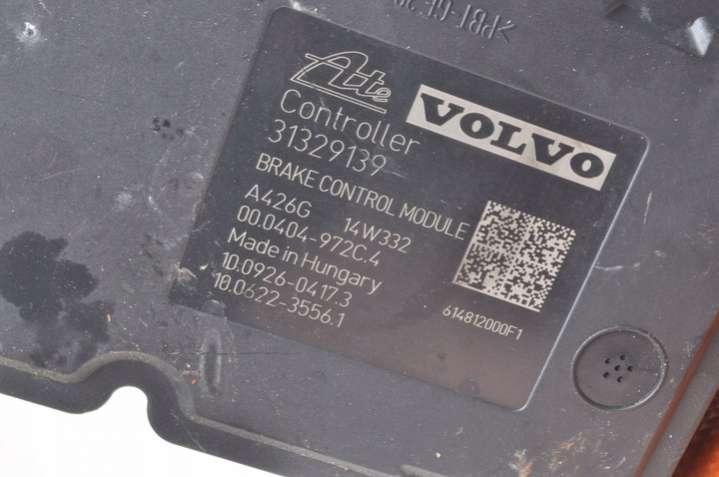 Ate
VOLVO
Controller
31329139
BRAKE CONTROL MODULE
A426G 14W332
00.0404-972C.4
Made in Hungary
10.0926-0417.3
10.0622-3556.1
614812000F1